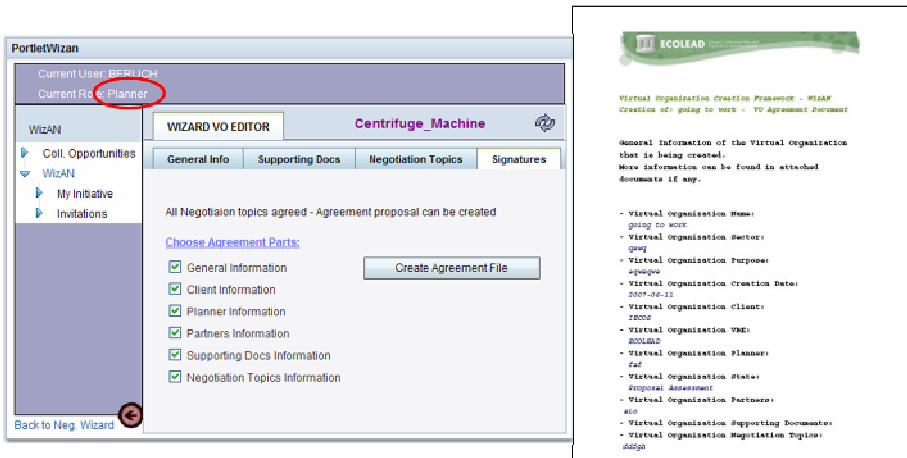 PortletWizan
Current User: BERLICH
Current Role: Planner
WizAN
Coll. Opportunities
WizAN
My Initiative
Invitations
Back to Neg. Wizard
WIZARD VO EDITOR
Centrifuge_Machine
General Info
Supporting Docs
Negotiation Topics
Signatures
All Negotiaion topics agreed - Agreement proposal can be created
Choose Agreement Parts:
General Information
Create Agreement File
Client Information
Planner Information
Partners Information
Supporting Docs Information
Negotiation Topics Information
ECOLEAD
Virtual Organization Creation Framework - WizAN
Creation of: going to work - VO Agreement Document
General Information of the Virtual Organization
that is being created.
More information can be found in attached
documents if any.
- Virtual Organization Name:
going to work
- Virtual Organization Sector:
- Virtual Organization Purpose:
- Virtual Organization Creation Date:
2007-06-11
- Virtual Organization Client:
- Virtual Organization VBE:
ECOLEAD
- Virtual Organization Planner:
faf
- Virtual Organization State:
Proposal Assessment
- Virtual Organization Partners:
- Virtual Organization Supporting Documents:
- Virtual Organization Negotiation Topics: